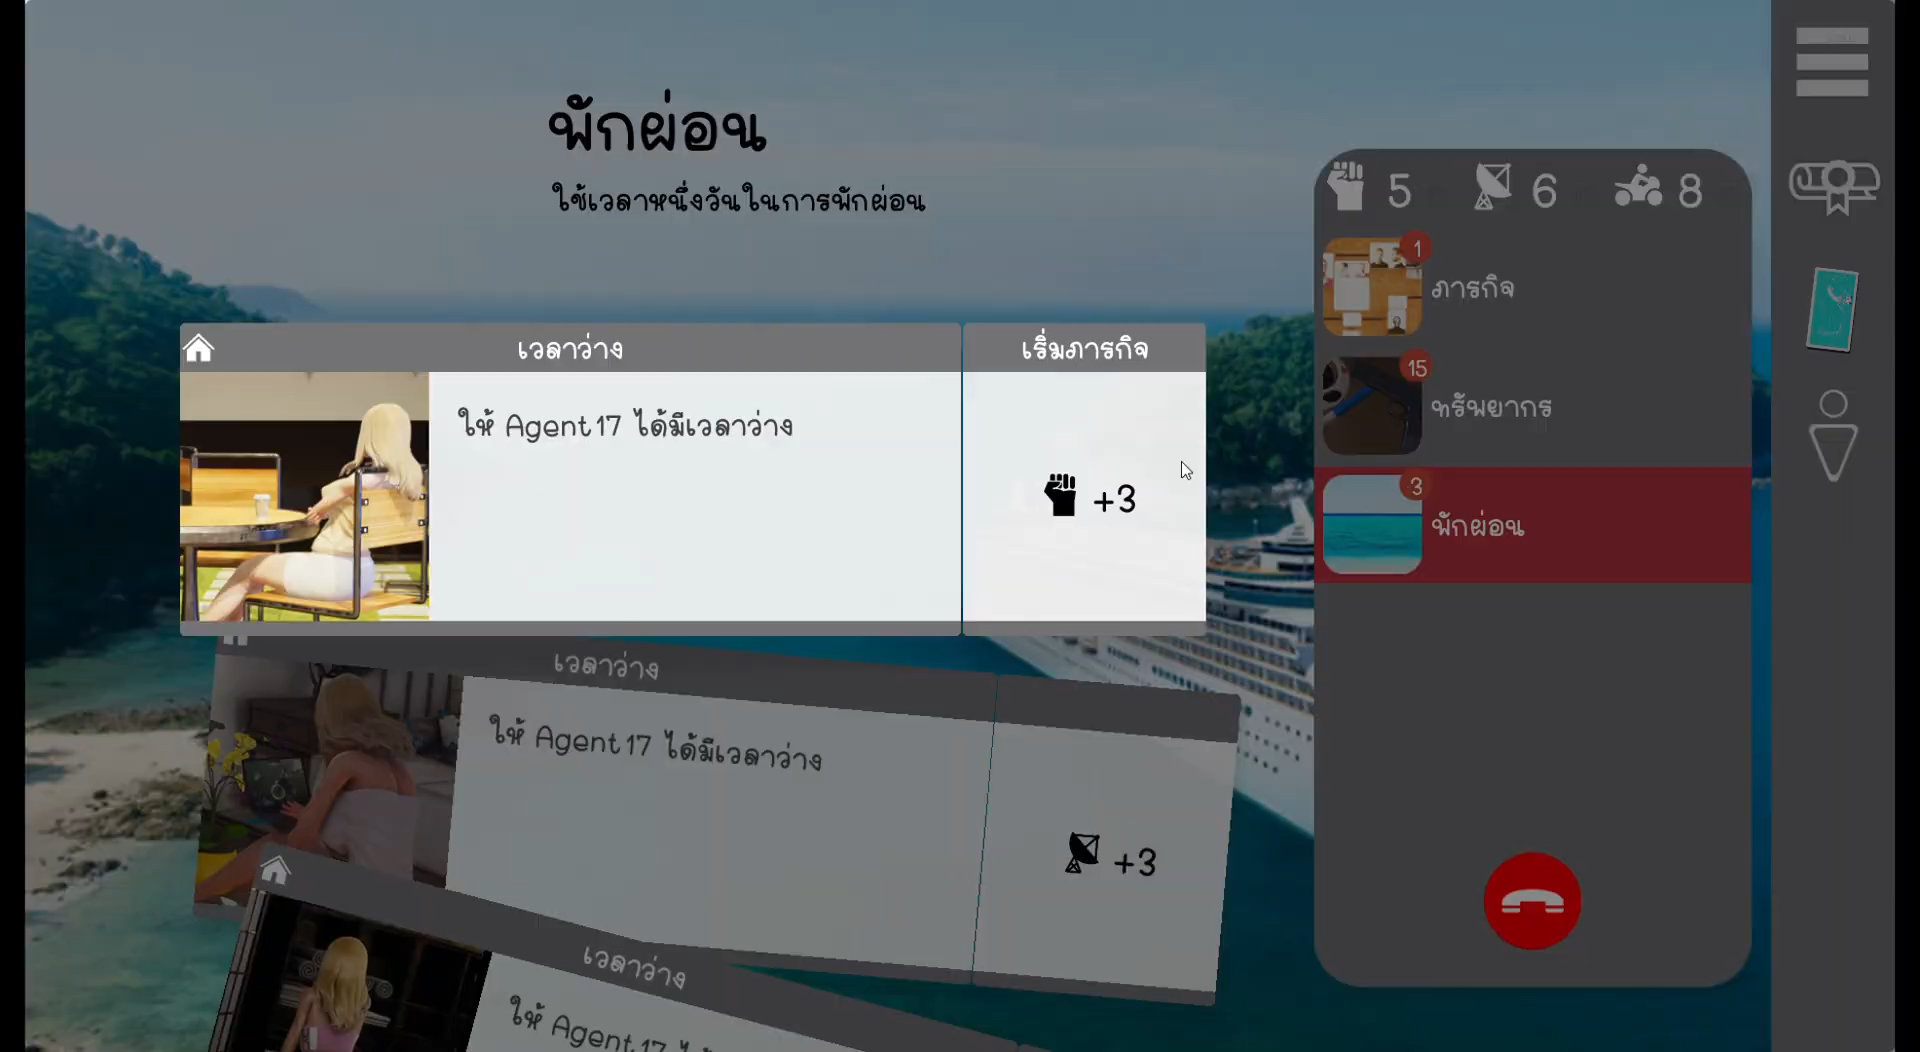 พักผ่อน
ใช้เวลาหนึ่งวันในการพักผ่อน
เวลาว่าง
เริ่มภารกิจ
ให้ Agent17 ได้มีเวลาว่าง
+3
เวลาว่าง
ให้ Agent17 ได้มีเวลาว่าง
+3
เวลาว่าง
ให้ Agent17
5 6 8
1
ภารกิจ
15
ทรัพยากร
3
พักผ่อน